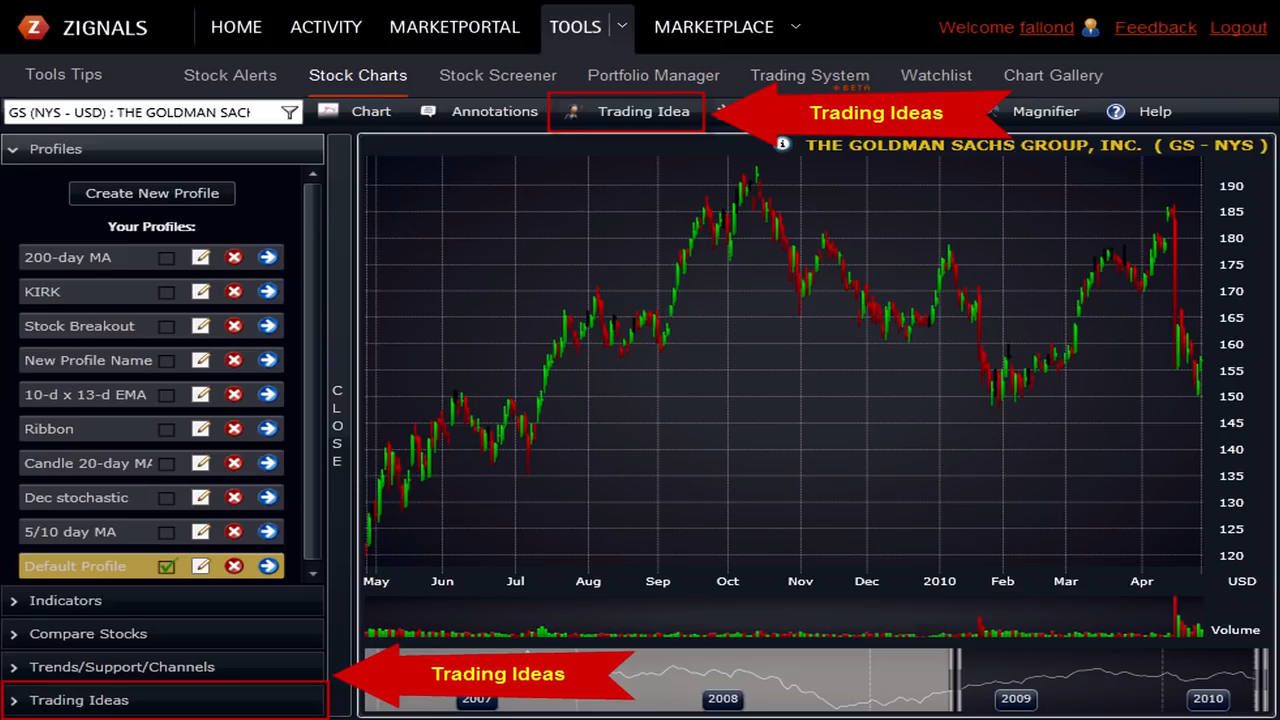 ZIGNALS
HOME
ACTIVITY
MARKETPORTAL
TOOLS
MARKETPLACE
Welcome fallond
Feedback
Logout
Tools Tips
Stock Alerts
Stock Charts
Stock Screener
Portfolio Manager
Trading System
BETA
Watchlist
Chart Gallery
GS (NYS - USD) : THE GOLDMAN SACH
Chart
Annotations
Trading Idea
Trading Ideas
Magnifier
Help
Profiles
THE GOLDMAN SACHS GROUP, INC. ( GS - NYS )
Create New Profile
Your Profiles:
200-day MA
KIRK
Stock Breakout
New Profile Name
10-d x 13-d EMA
Ribbon
Candle 20-day MA
Dec stochastic
5/10 day MA
Default Profile
Indicators
Compare Stocks
Trends/Support/Channels
Trading Ideas
CLOSE
190
185
180
175
170
165
160
155
150
145
140
135
130
125
120
May Jun Jul Aug Sep Oct Nov Dec 2010 Feb Mar Apr USD
Volume
Trading Ideas
2007 2008 2009 2010